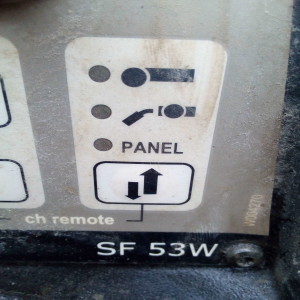 PANEL
ch remote
SF 53W